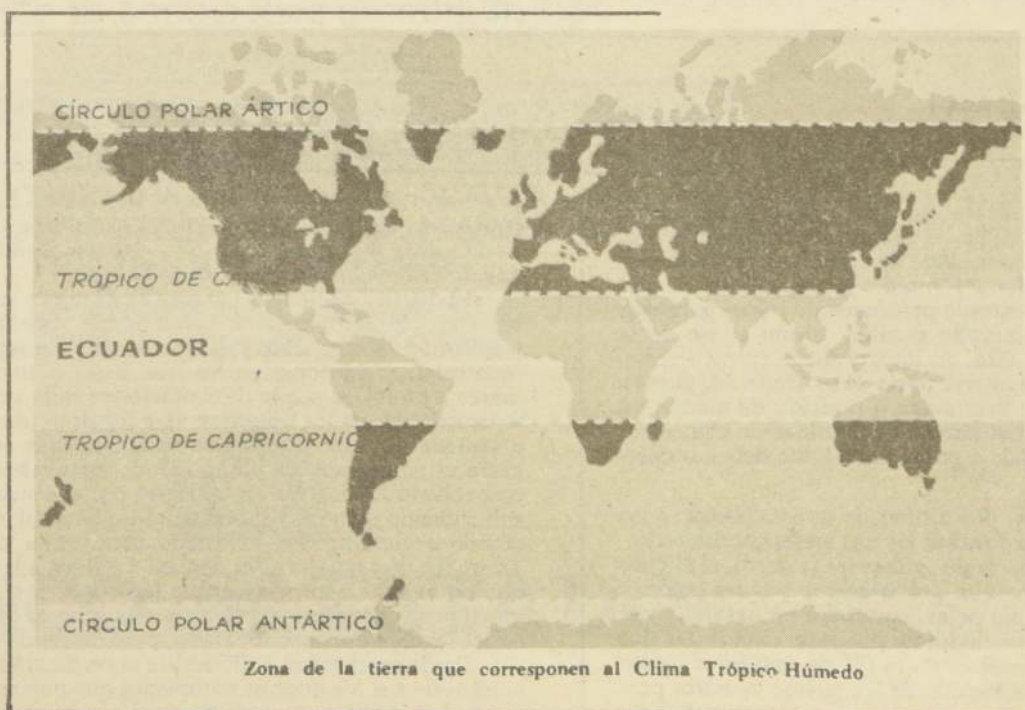 CÍRCULO POLAR ÁRTICO
TRÓPICO DE
ECUADOR
TROPICO DE CAPRICORNIO
CÍRCULO POLAR ANTÁRTICO
Zona de la tierra que corresponen al Clima Trópico Húmedo